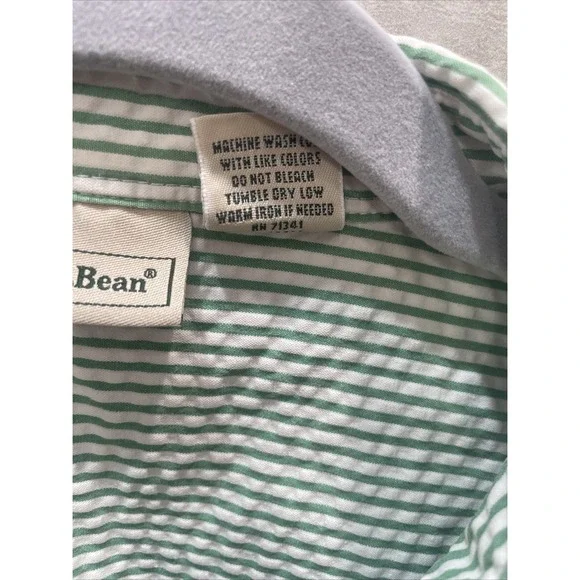 MACHINE WASH
WITH LIKE COLORS
DO NOT BLEACH
TUMBLE DRY LOW
WARM IRON IF NEEDED
RN 71341
Bean®